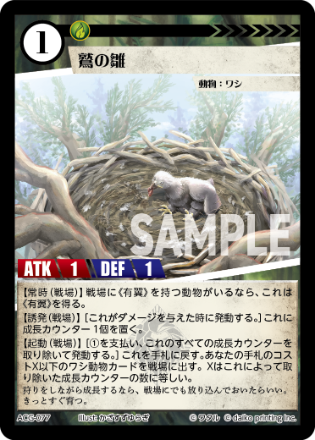 1
鷲の雛
動物：ワシ
SAMPLE
ATK 1 DEF 1
【常時(戦場)】戦場に《有翼》を持つ動物がいるなら、これは
《有翼》を得る。
【誘発(戦場)】[これがダメージを与えた時に発動する。]これに
成長カウンター1個を置く。
【起動(戦場)】[①を支払い、これのすべての成長カウンターを
取り除いて発動する。]これを手札に戻す。あなたの手札のコス
トX以下のワシ動物カードを戦場に出す。Xはこれによって取り
除いた成長カウンターの数に等しい。
狩りをしながら成長するなら、戦場にでも放り込んでおいたらいい。
きっとすぐに成長する。
ACG-077 Illust:かざすずゆらぎ © ワタル © daiko printing inc.